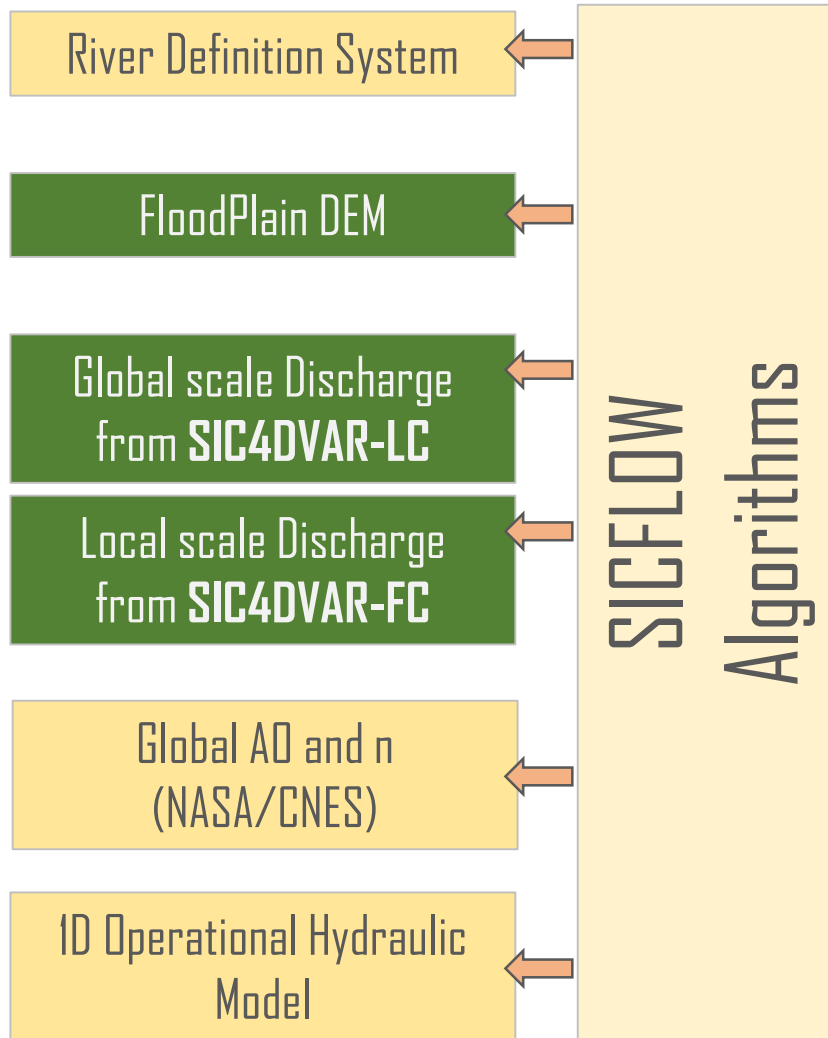 River Definition System
FloodPlain DEM
Global scale Discharge
from SIC4DVAR-LC
Local scale Discharge
from SIC4DVAR-FC
Global A0 and n
(NASA/CNES)
1D Operational Hydraulic
Model
SICFLOW
Algorithms